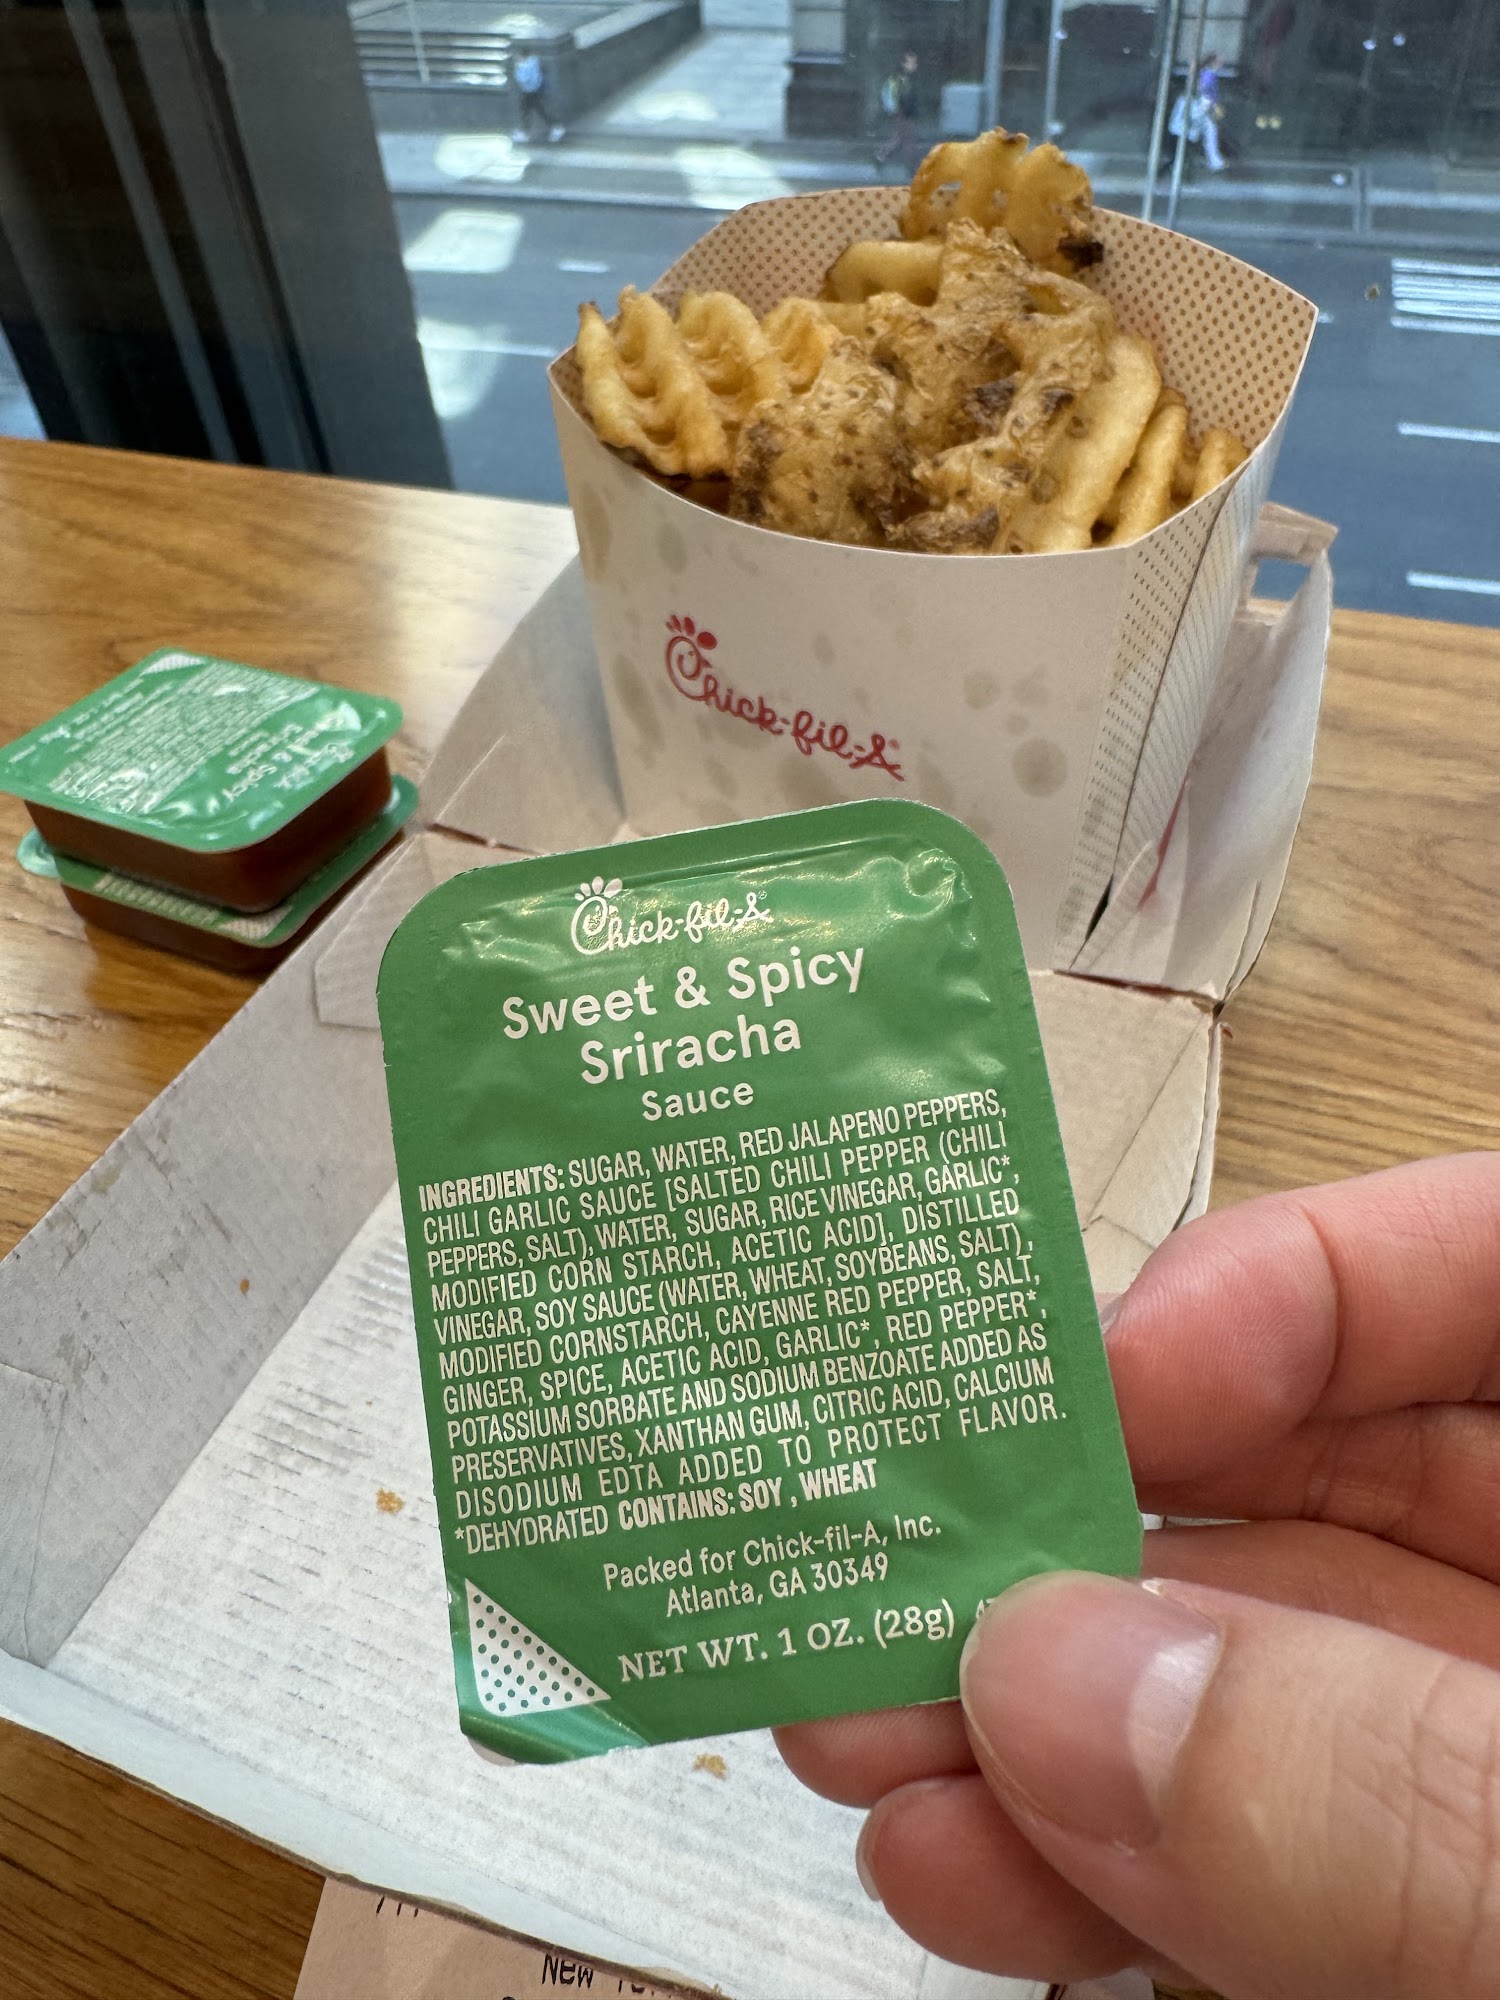 Chick-fil-A®
Sweet & Spicy
Sriracha
Chick-fil-A®
Sweet & Spicy
Sriracha
Sauce
INGREDIENTS: SUGAR, WATER, RED JALAPENO PEPPERS,
CHILI GARLIC SAUCE [SALTED CHILI PEPPER (CHILI
PEPPERS, SALT), WATER, SUGAR, RICE VINEGAR, GARLIC*,
MODIFIED CORN STARCH, ACETIC ACID], DISTILLED
VINEGAR, SOY SAUCE (WATER, WHEAT, SOYBEANS, SALT),
MODIFIED CORNSTARCH, CAYENNE RED PEPPER, SALT,
GINGER, SPICE, ACETIC ACID, GARLIC*, RED PEPPER*,
POTASSIUM SORBATE AND SODIUM BENZOATE ADDED AS
PRESERVATIVES, XANTHAN GUM, CITRIC ACID, CALCIUM
DISODIUM EDTA ADDED TO PROTECT FLAVOR.
*DEHYDRATED CONTAINS: SOY , WHEAT
Packed for Chick-fil-A, Inc.
Atlanta, GA 30349
NET WT. 1 OZ. (28g)
New